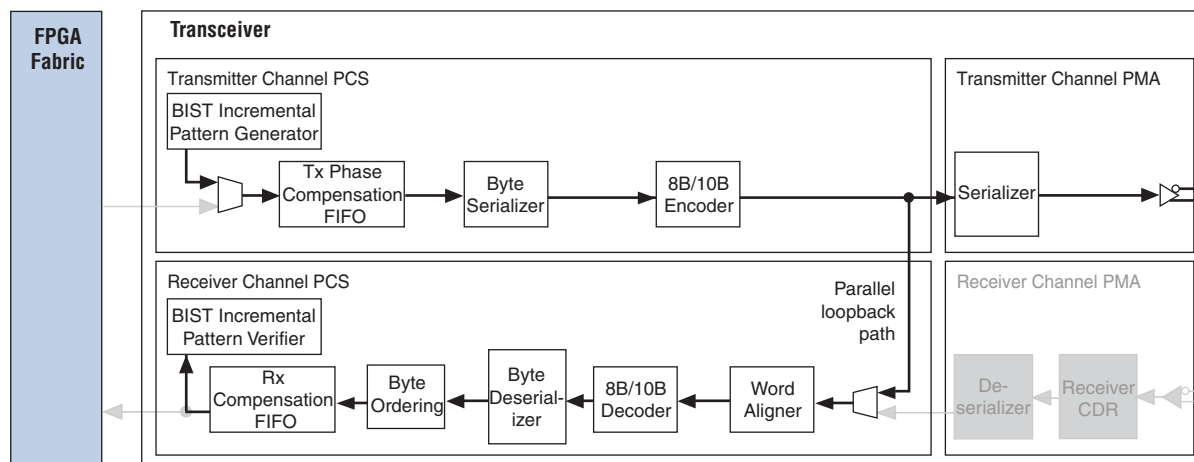 FPGA
Fabric
Transceiver
Transmitter Channel PCS
BIST Incremental
Pattern Generator
Tx Phase
Compensation
FIFO
Byte
Serializer
8B/10B
Encoder
Transmitter Channel PMA
Serializer
Receiver Channel PCS
BIST Incremental
Pattern Verifier
Rx
Compensation
FIFO
Byte
Ordering
Byte
Deserial-
izer
8B/10B
Decoder
Word
Aligner
Parallel
loopback
path
Receiver Channel PMA
De-
serializer
Receiver
CDR